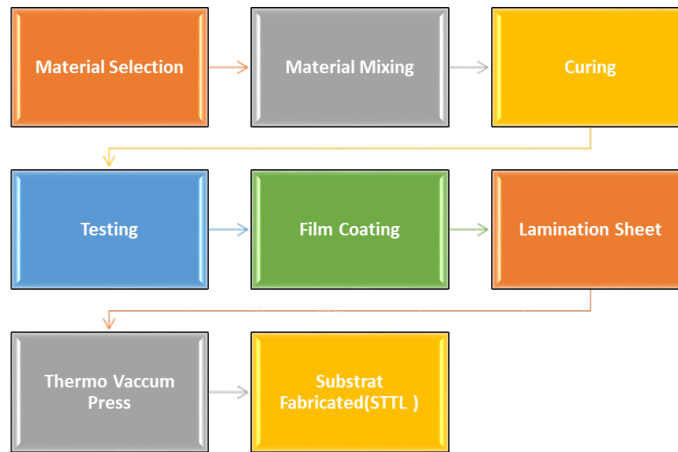 Material Selection
Material Mixing
Curing
Testing
Film Coating
Lamination Sheet
Thermo Vaccum
Press
Substrat
Fabricated(STTL )